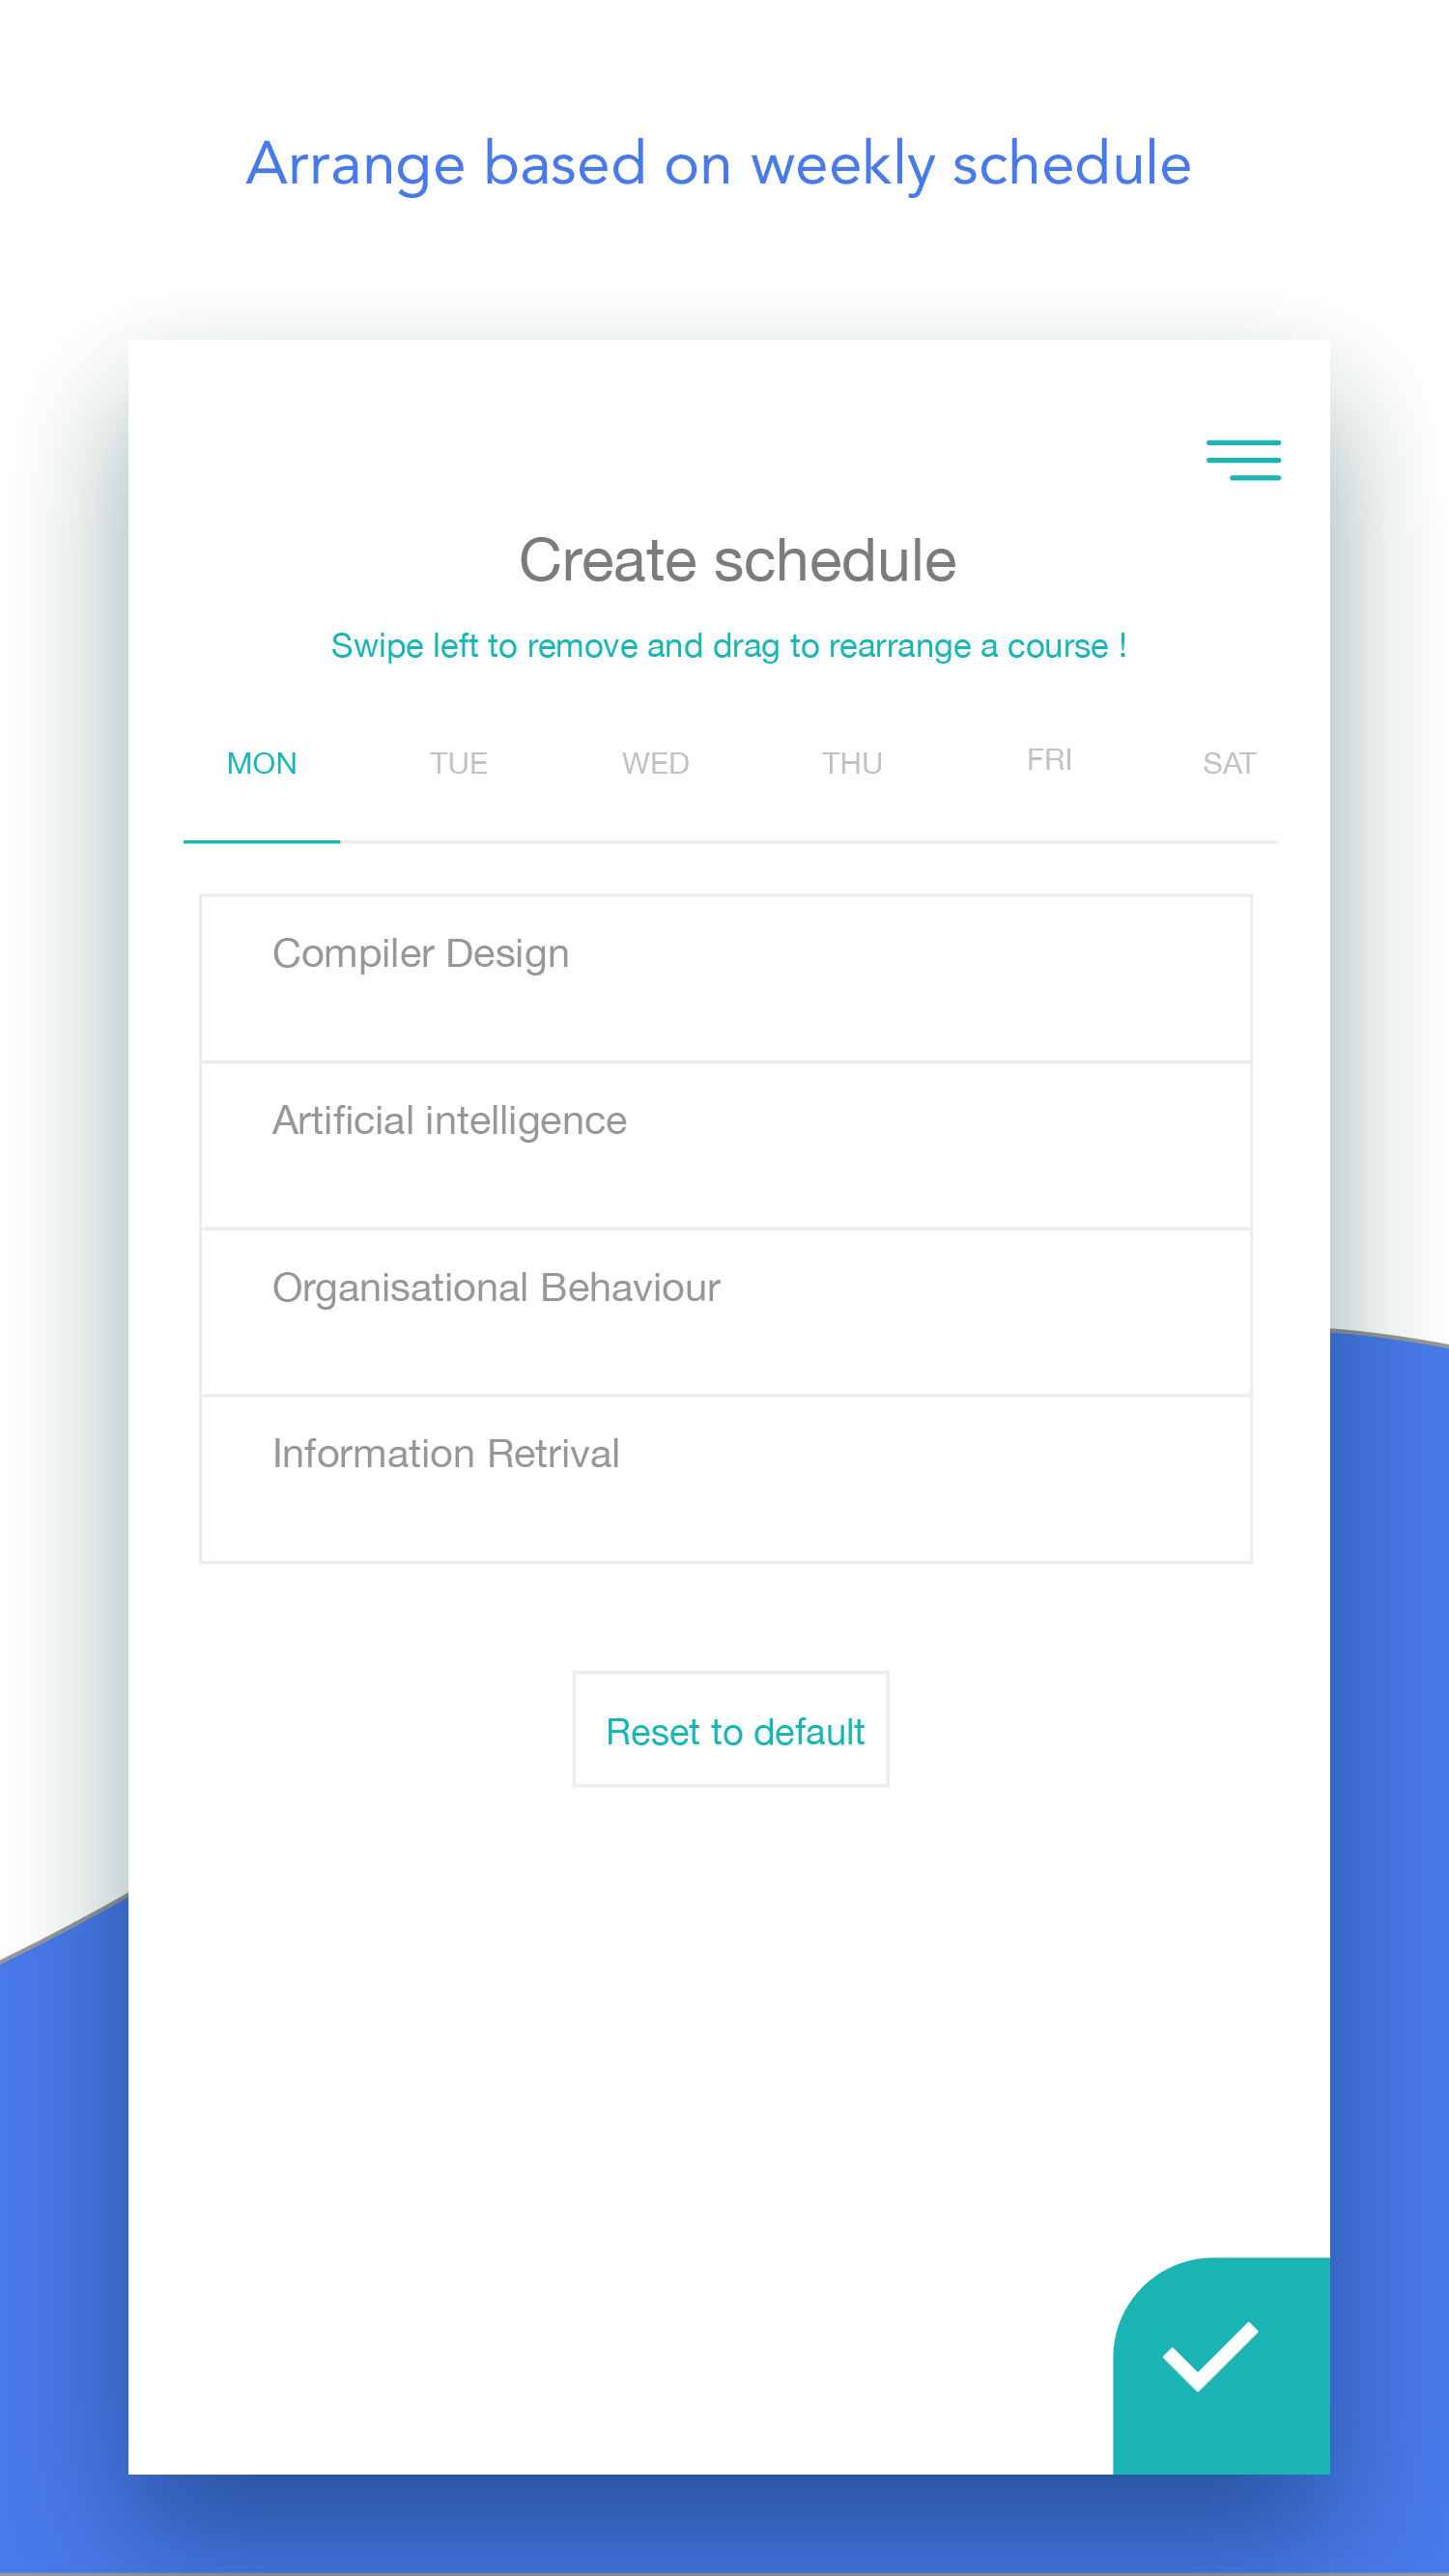 Arrange based on weekly schedule
Create schedule
Swipe left to remove and drag to rearrange a course !
MON TUE WED THU FRI SAT
Compiler Design
Artificial intelligence
Organisational Behaviour
Information Retrival
Reset to default